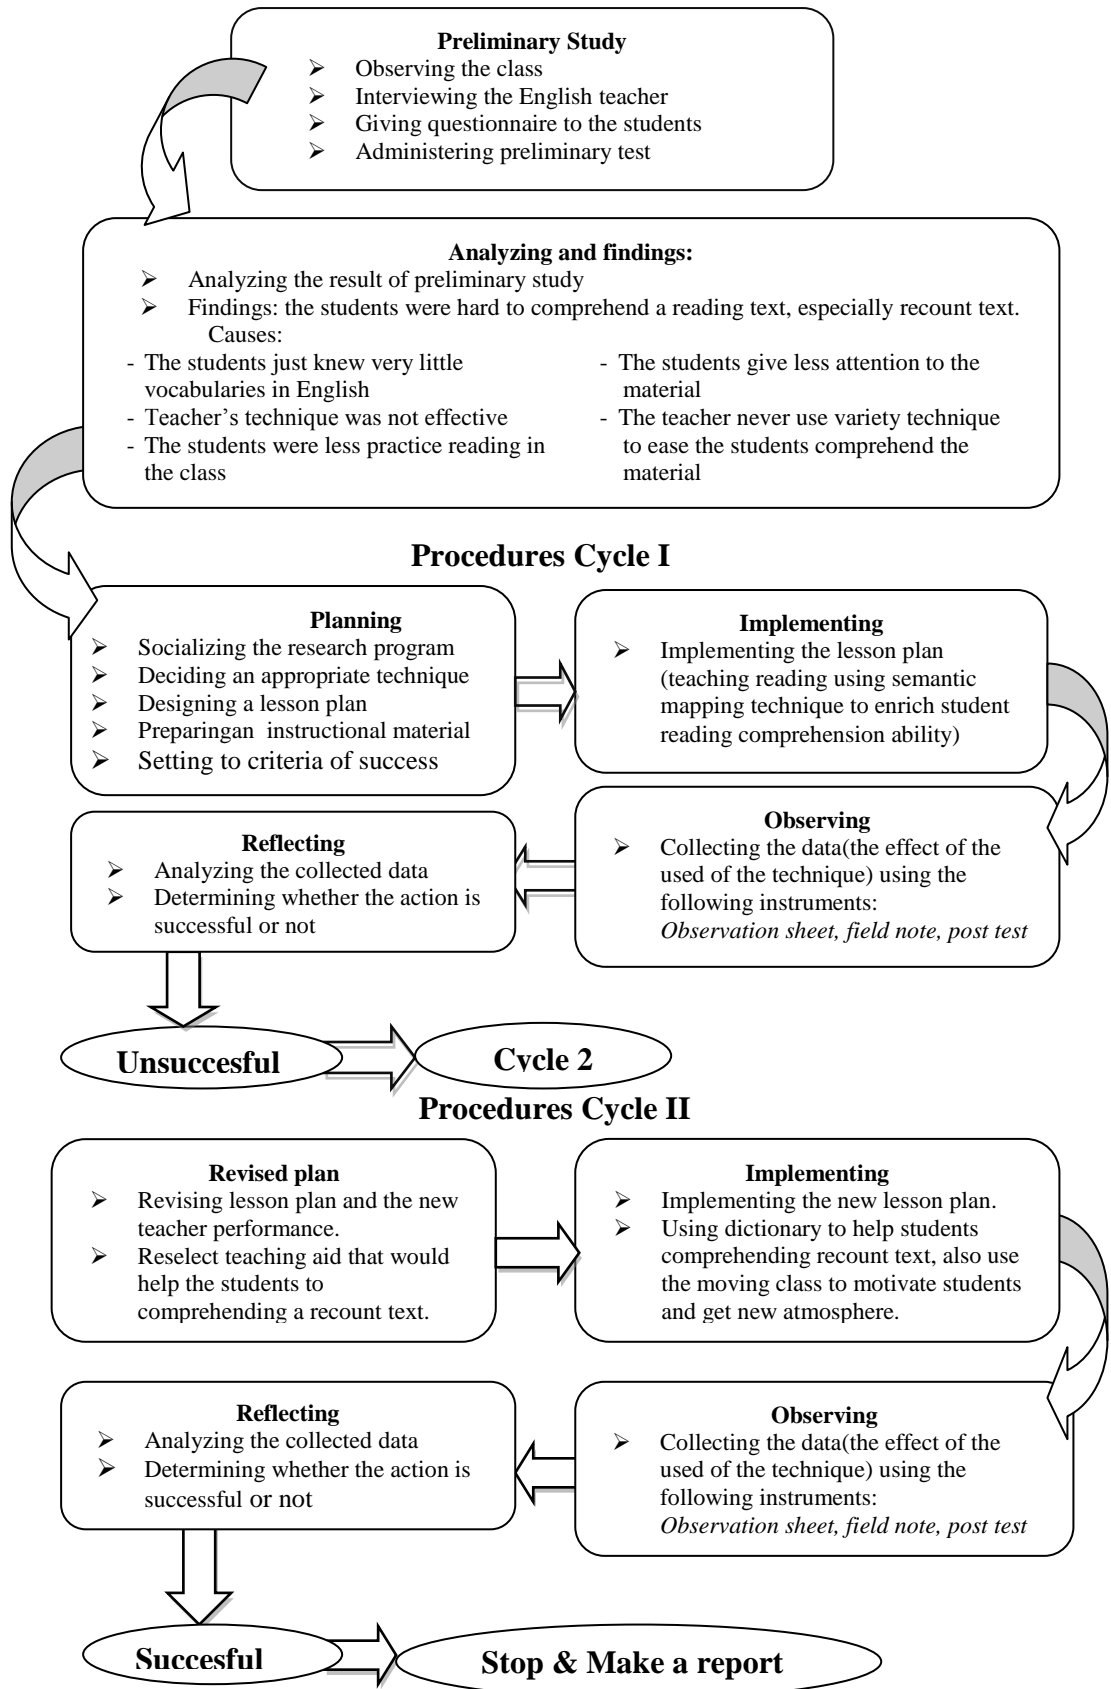 Preliminary Study
➢ Observing the class
➢ Interviewing the English teacher
➢ Giving questionnaire to the students
➢ Administering preliminary test
Analyzing and findings:
➢ Analyzing the result of preliminary study
➢ Findings: the students were hard to comprehend a reading text, especially recount text.
Causes:
- The students just knew very little
vocabularies in English
- Teacher’s technique was not effective
- The students were less practice reading in
the class
- The students give less attention to the
material
- The teacher never use variety technique
to ease the students comprehend the
material
Procedures Cycle I
Planning
➢ Socializing the research program
➢ Deciding an appropriate technique
➢ Designing a lesson plan
➢ Preparingan instructional material
➢ Setting to criteria of success
Implementing
➢ Implementing the lesson plan
(teaching reading using semantic
mapping technique to enrich student
reading comprehension ability)
Observing
➢ Collecting the data(the effect of the
used of the technique) using the
following instruments:
Observation sheet, field note, post test
Reflecting
➢ Analyzing the collected data
➢ Determining whether the action is
successful or not
Unsuccesful
Cycle 2
Procedures Cycle II
Revised plan
➢ Revising lesson plan and the new
teacher performance.
➢ Reselect teaching aid that would
help the students to
comprehending a recount text.
Implementing
➢ Implementing the new lesson plan.
➢ Using dictionary to help students
comprehending recount text, also use
the moving class to motivate students
and get new atmosphere.
Observing
➢ Collecting the data(the effect of the
used of the technique) using the
following instruments:
Observation sheet, field note, post test
Reflecting
➢ Analyzing the collected data
➢ Determining whether the action is
successful or not
Succesful
Stop & Make a report